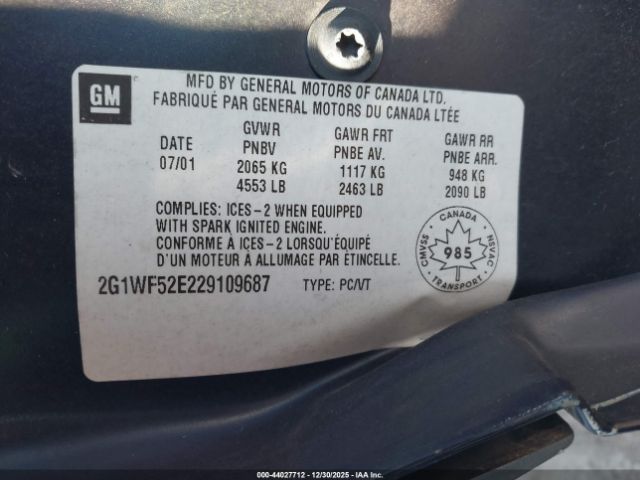 GM
MFD BY GENERAL MOTORS OF CANADA LTD.
FABRIQUÉ PAR GENERAL MOTORS DU CANADA LTÉE
DATE GVWR GAWR FRT GAWR RR
PNBV PNBE AV. PNBE ARR.
07/01 2065 KG 1117 KG 948 KG
4553 LB 2463 LB 2090 LB
COMPLIES: ICES-2 WHEN EQUIPPED
WITH SPARK IGNITED ENGINE.
CONFORME À ICES-2 LORSQU'ÉQUIPÉ
D'UN MOTEUR À ALLUMAGE PAR ÉTINCELLE.
CANADA
CMVSS 985 NSVAC
TRANSPORT
2G1WF52E229109687 TYPE: PC/VT
000-44027712 - 12/30/2025 - IAA Inc.